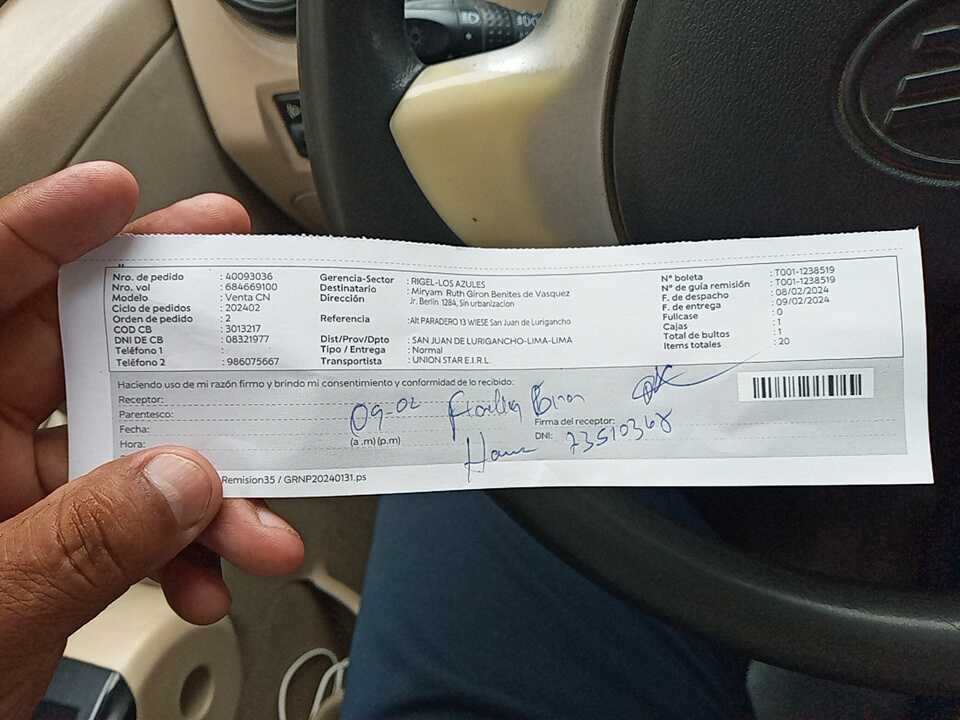 Nro. de pedido : 40093036
Nro. vol : 684669100
Modelo : Venta CN
Ciclo de pedidos : 202402
Orden de pedido : 2
COD CB : 3013217
DNI DE CB : 08321977
Teléfono 1 :
Teléfono 2 : 986075667
Gerencia-Sector : RIGEL-LOS AZULES
Destinatario : Miryam Ruth Giron Benites de Vasquez
Dirección Jr. Berlin 1284, Sin urbanizacion
Referencia : Alt PARADERO 13 WIESE San Juan de Lurigancho
Dist/Prov/Dpto : SAN JUAN DE LURIGANCHO-LIMA-LIMA
Tipo / Entrega : Normal
Transportista : UNION STAR E.I.R.L.
N° boleta : T001-1238519
N° de guía remisión : T001-1238519
F. de despacho : 08/02/2024
F. de entrega : 09/02/2024
Fullcase : 0
Cajas : 1
Total de bultos : 1
Items totales : 20
Haciendo uso de mi razón firmo y brindo mi consentimiento y conformidad de lo recibido:
Receptor:
Parentesco:
Fecha: 09-02
Hora: (a .m) (p.m)
Giron
Firma del receptor:
DNI: 73510368
Remision35 / GRNP20240131.ps